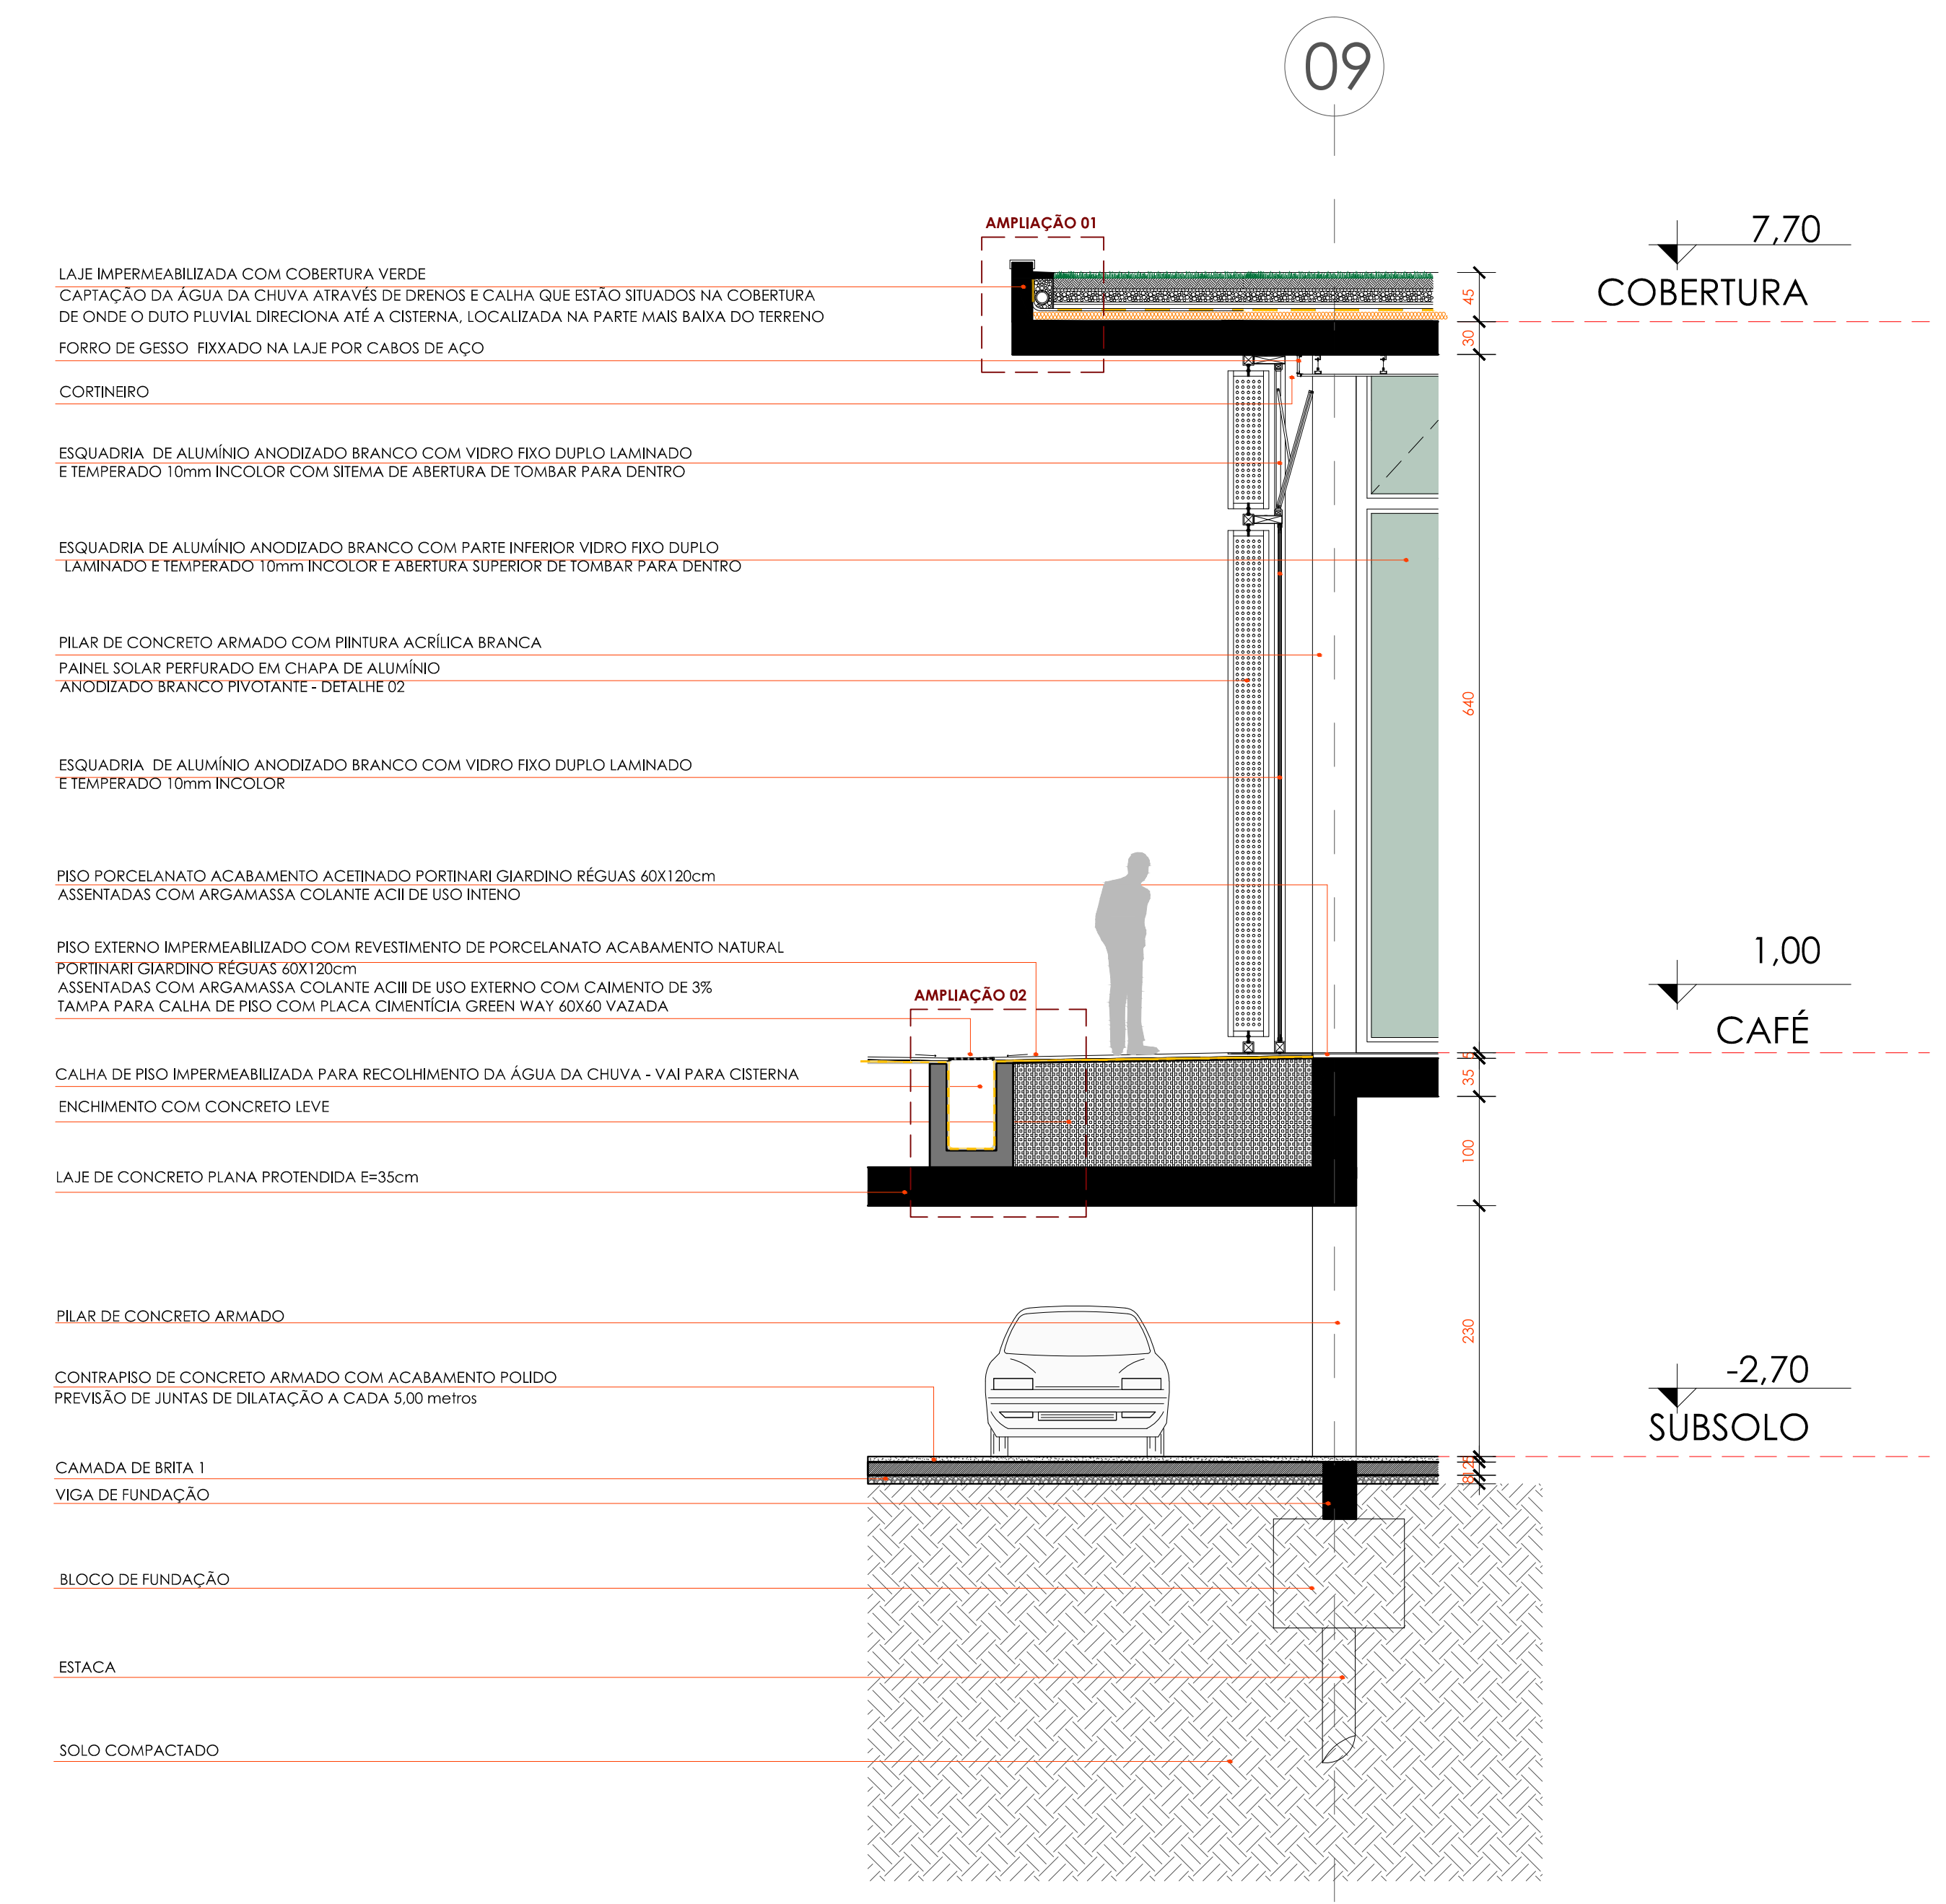 09
AMPLIAÇÃO 01
7,70
COBERTURA
LAJE IMPERMEABILIZADA COM COBERTURA VERDE
CAPTAÇÃO DA ÁGUA DA CHUVA ATRAVÉS DE DRENOS E CALHA QUE ESTÃO SITUADOS NA COBERTURA
DE ONDE O DUTO PLUVIAL DIRECIONA ATÉ A CISTERNA, LOCALIZADA NA PARTE MAIS BAIXA DO TERRENO
45
30
FORRO DE GESSO FIXXADO NA LAJE POR CABOS DE AÇO
CORTINEIRO
ESQUADRIA DE ALUMÍNIO ANODIZADO BRANCO COM VIDRO FIXO DUPLO LAMINADO
E TEMPERADO 10mm INCOLOR COM SITEMA DE ABERTURA DE TOMBAR PARA DENTRO
ESQUADRIA DE ALUMÍNIO ANODIZADO BRANCO COM PARTE INFERIOR VIDRO FIXO DUPLO
LAMINADO E TEMPERADO 10mm INCOLOR E ABERTURA SUPERIOR DE TOMBAR PARA DENTRO
PILAR DE CONCRETO ARMADO COM PIINTURA ACRÍLICA BRANCA
PAINEL SOLAR PERFURADO EM CHAPA DE ALUMÍNIO
ANODIZADO BRANCO PIVOTANTE - DETALHE 02
640
ESQUADRIA DE ALUMÍNIO ANODIZADO BRANCO COM VIDRO FIXO DUPLO LAMINADO
E TEMPERADO 10mm INCOLOR
PISO PORCELANATO ACABAMENTO ACETINADO PORTINARI GIARDINO RÉGUAS 60X120cm
ASSENTADAS COM ARGAMASSA COLANTE ACII DE USO INTENO
PISO EXTERNO IMPERMEABILIZADO COM REVESTIMENTO DE PORCELANATO ACABAMENTO NATURAL
PORTINARI GIARDINO RÉGUAS 60X120cm
ASSENTADAS COM ARGAMASSA COLANTE ACIII DE USO EXTERNO COM CAIMENTO DE 3%
TAMPA PARA CALHA DE PISO COM PLACA CIMENTÍCIA GREEN WAY 60X60 VAZADA
AMPLIAÇÃO 02
1,00
CAFÉ
CALHA DE PISO IMPERMEABILIZADA PARA RECOLHIMENTO DA ÁGUA DA CHUVA - VAI PARA CISTERNA
35
ENCHIMENTO COM CONCRETO LEVE
100
LAJE DE CONCRETO PLANA PROTENDIDA E=35cm
PILAR DE CONCRETO ARMADO
230
CONTRAPISO DE CONCRETO ARMADO COM ACABAMENTO POLIDO
PREVISÃO DE JUNTAS DE DILATAÇÃO A CADA 5,00 metros
-2,70
SUBSOLO
CAMADA DE BRITA 1
VIGA DE FUNDAÇÃO
BLOCO DE FUNDAÇÃO
ESTACA
SOLO COMPACTADO